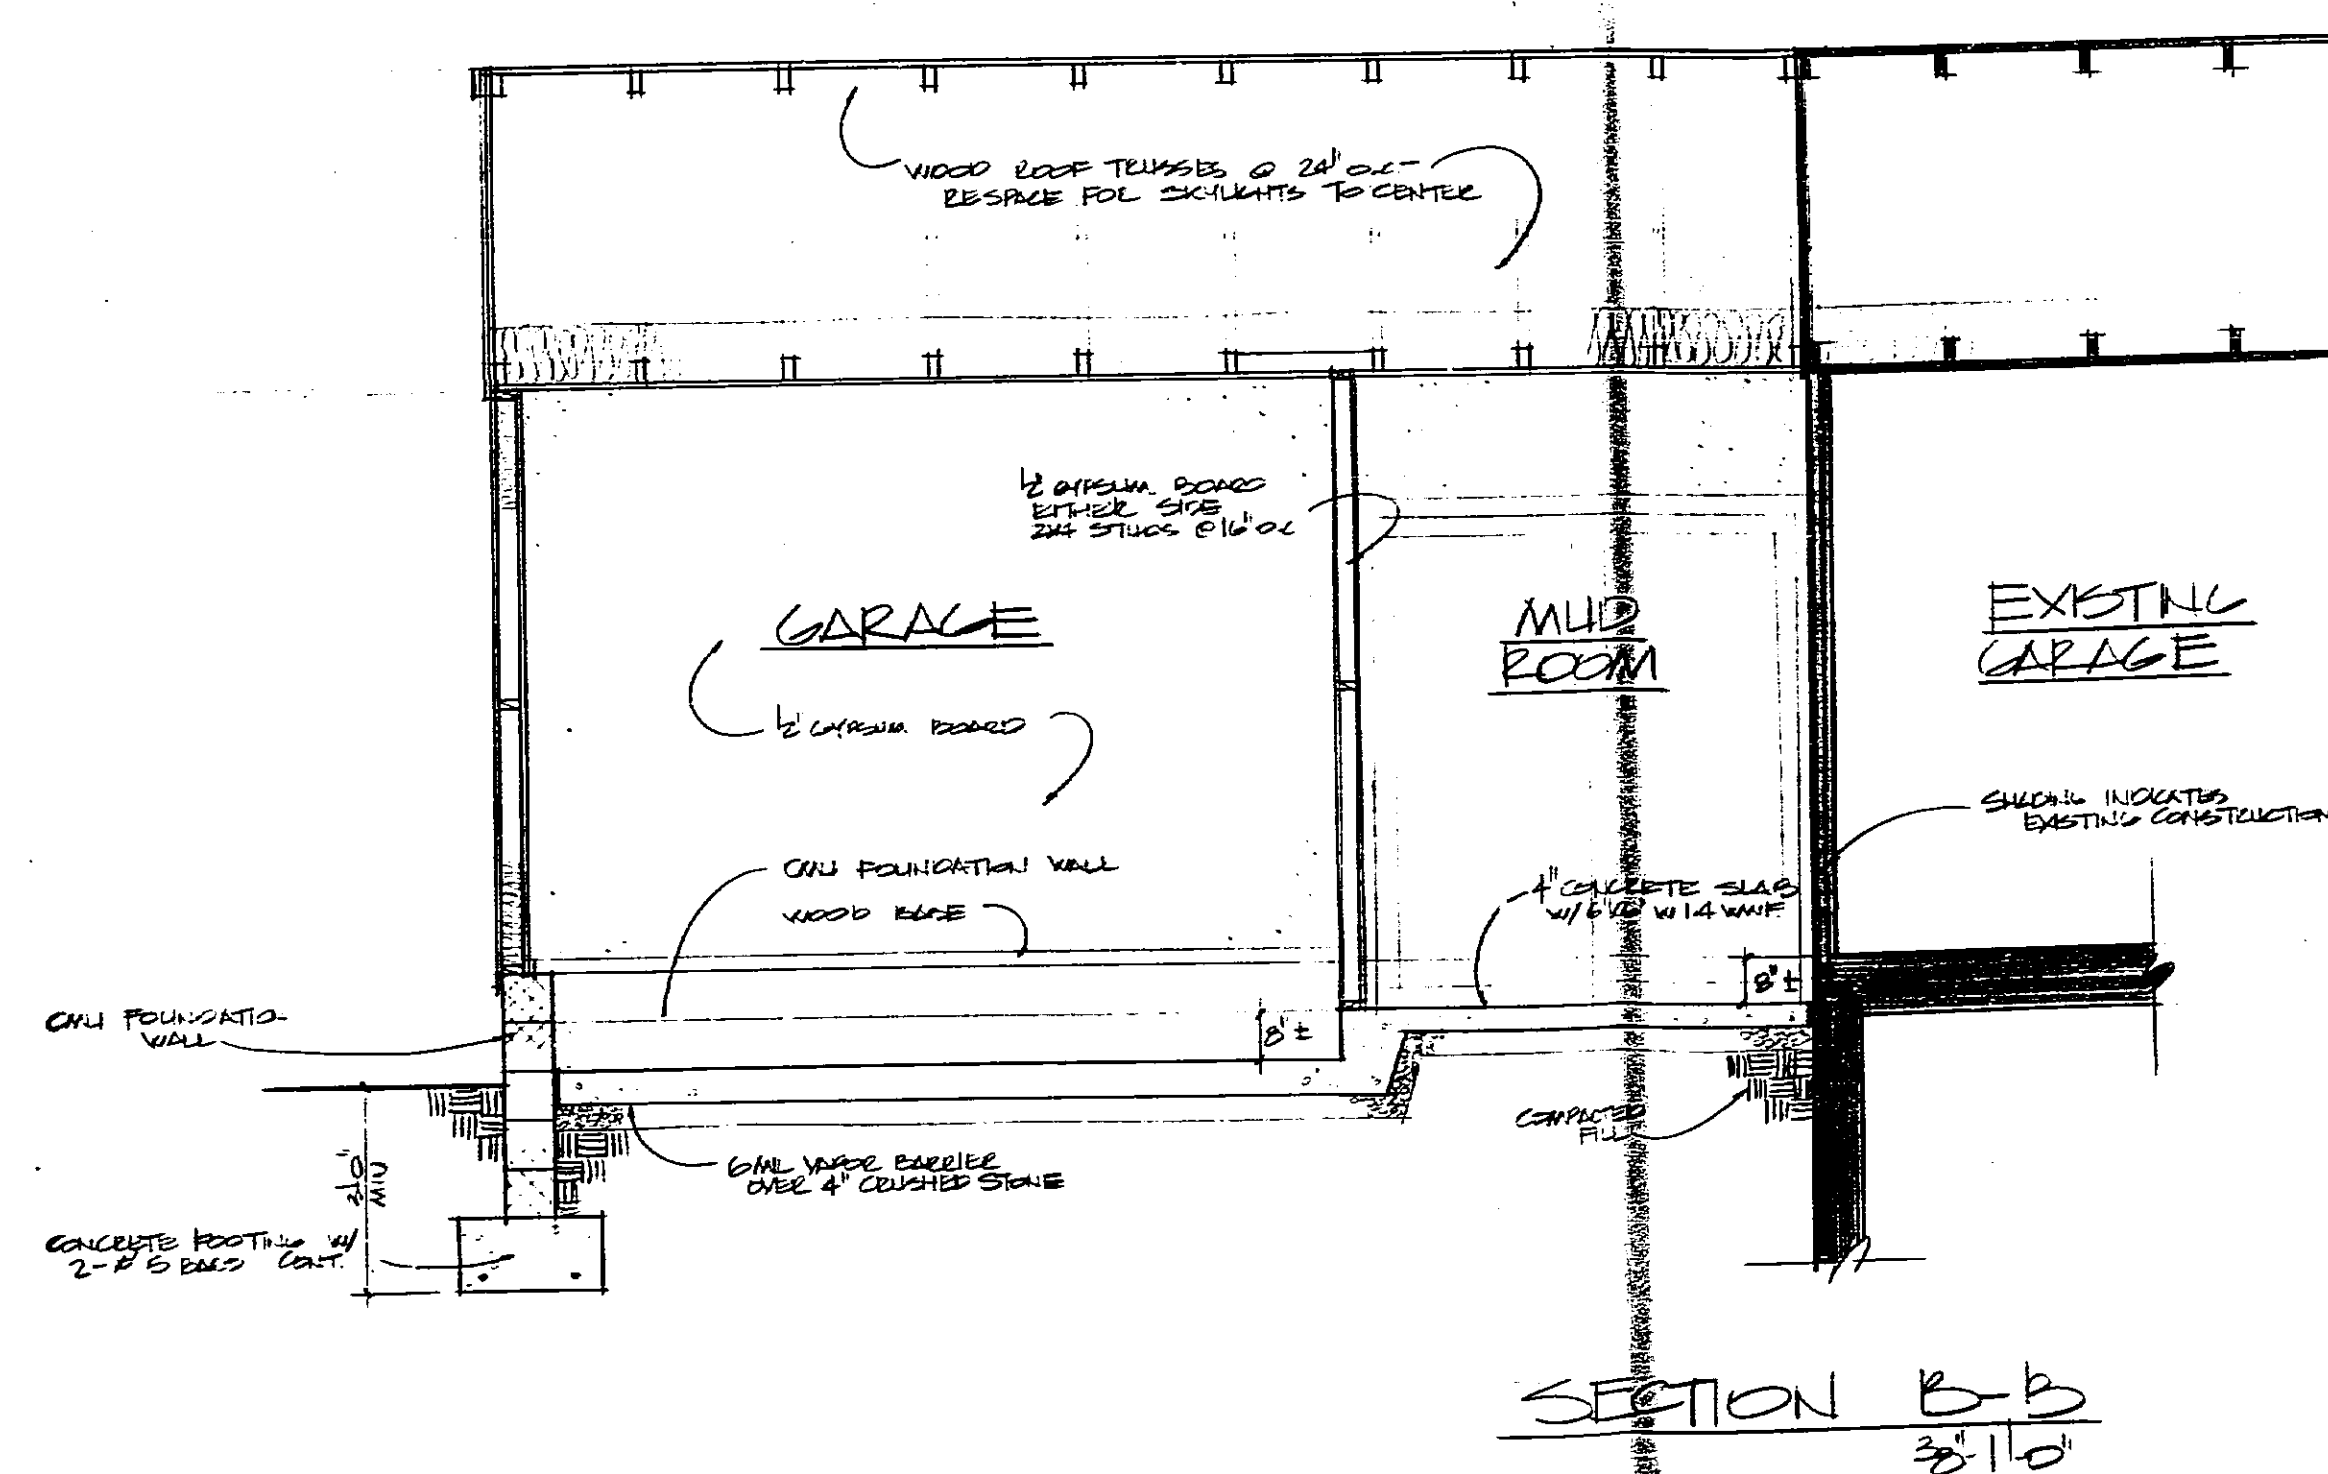 WOOD ROOF TRUSSES @ 24" O.C. -
RESPACE FOR SKYLIGHTS TO CENTER
1/2" GYPSUM BOARD
EITHER SIDE
2x4 STUDS @ 16" O.C.
GARAGE
MUD
ROOM
EXISTING
GARAGE
1/2" GYPSUM BOARD
SHADING INDICATES
EXISTING CONSTRUCTION
CMU FOUNDATION WALL
WOOD BASE
4" CONCRETE SLAB
W/ 6"x6" W1.4 WWF
8" ±
CMU FOUNDATIO
WALL
8" ±
COMPACTED
FILL
6 MIL VAPOR BARRIER
OVER 4" CRUSHED STONE
3'-0"
MIN
CONCRETE FOOTING W/
2-# 5 BARS CONT.
SECTION B-B
3/8"-1'-0"